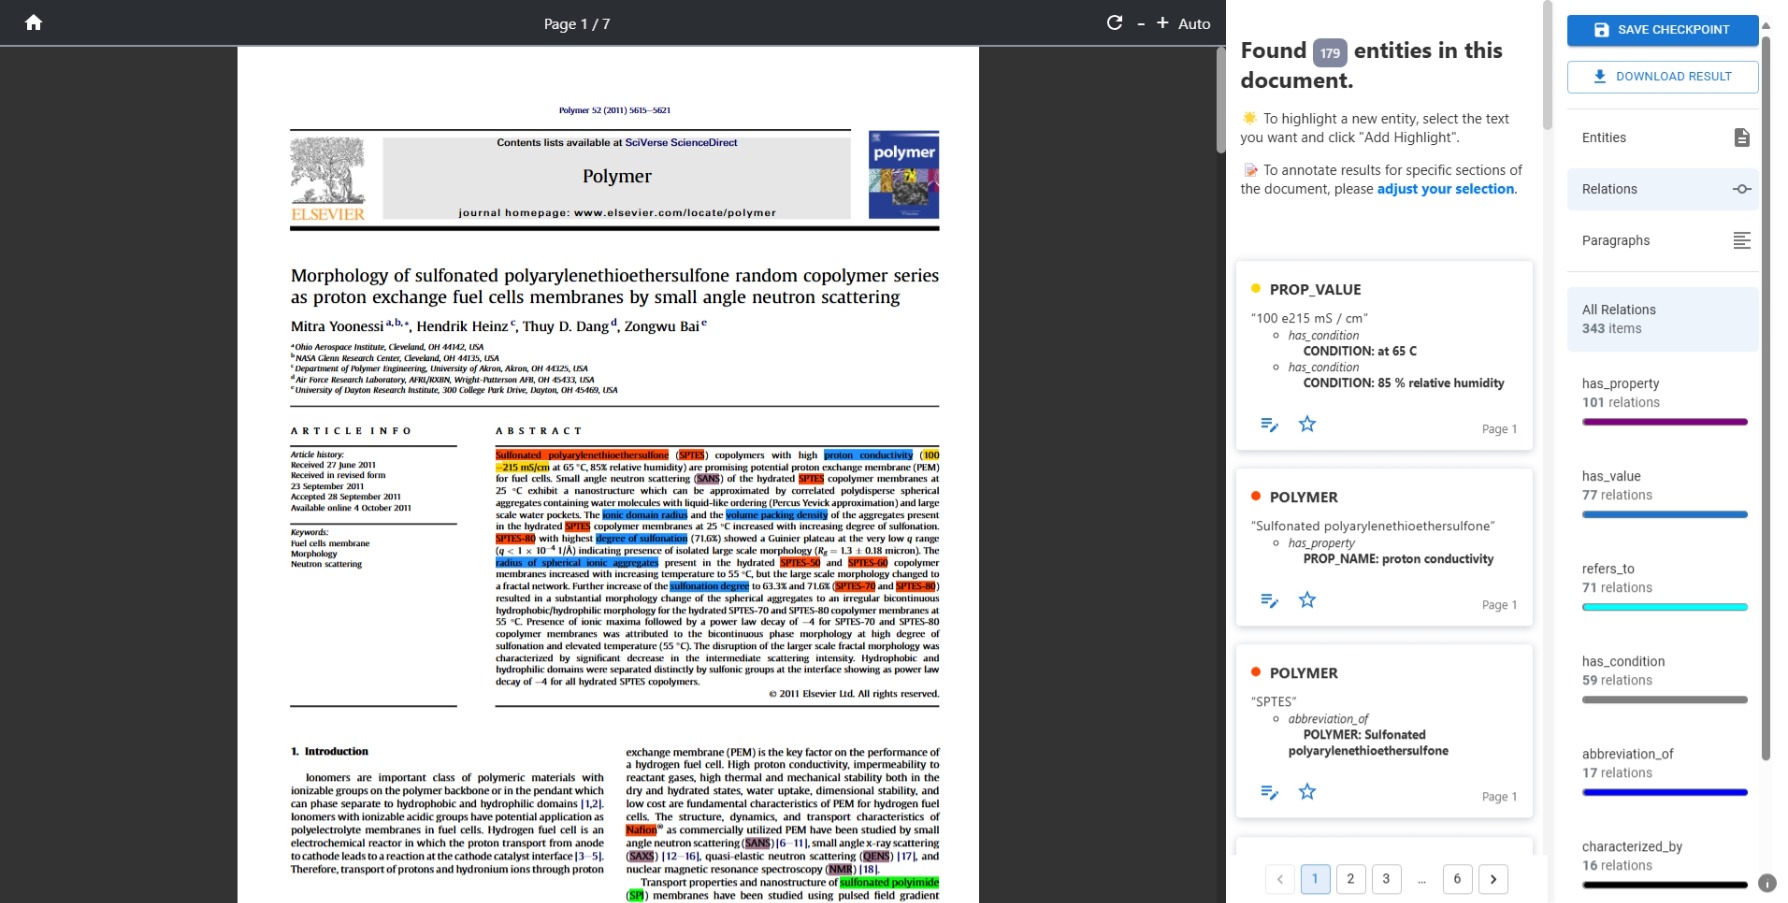 Page 1 / 7
- + Auto
Polymer 52 (2011) 5615–5621
Contents lists available at SciVerse ScienceDirect
Polymer
journal homepage: www.elsevier.com/locate/polymer
ELSEVIER
polymer
Morphology of sulfonated polyarylenethioethersulfone random copolymer series
as proton exchange fuel cells membranes by small angle neutron scattering
Mitra Yoonessi a,b,*, Hendrik Heinz c, Thuy D. Dang d, Zongwu Bai e
a Ohio Aerospace Institute, Cleveland, OH 44142, USA
b NASA Glenn Research Center, Cleveland, OH 44135, USA
c Department of Polymer Engineering, University of Akron, Akron, OH 44325, USA
d Air Force Research Laboratory, AFRL/RXBN, Wright-Patterson AFB, OH 45433, USA
e University of Dayton Research Institute, 300 College Park Drive, Dayton, OH 45469, USA
ARTICLE INFO
Article history:
Received 27 June 2011
Received in revised form
23 September 2011
Accepted 28 September 2011
Available online 4 October 2011
Keywords:
Fuel cells membrane
Morphology
Neutron scattering
ABSTRACT
Sulfonated polyarylenethioethersulfone (SPTES) copolymers with high proton conductivity (100
–215 mS/cm at 65 °C, 85% relative humidity) are promising potential proton exchange membrane (PEM)
for fuel cells. Small angle neutron scattering (SANS) of the hydrated SPTES copolymer membranes at
25 °C exhibit a nanostructure which can be approximated by correlated polydisperse spherical
aggregates containing water molecules with liquid-like ordering (Percus Yevick approximation) and large
scale water pockets. The ionic domain radius and the volume packing density of the aggregates present
in the hydrated SPTES copolymer membranes at 25 °C increased with increasing degree of sulfonation.
SPTES-80 with highest degree of sulfonation (71.6%) showed a Guinier plateau at the very low q range
(q < 1 × 10⁻⁴ 1/Å) indicating presence of isolated large scale morphology (Rg = 1.3 ± 0.18 micron). The
radius of spherical ionic aggregates present in the hydrated SPTES-50 and SPTES-60 copolymer
membranes increased with increasing temperature to 55 °C, but the large scale morphology changed to
a fractal network. Further increase of the sulfonation degree to 63.3% and 71.6% (SPTES-70 and SPTES-80)
resulted in a substantial morphology change of the spherical aggregates to an irregular bicontinuous
hydrophobic/hydrophilic morphology for the hydrated SPTES-70 and SPTES-80 copolymer membranes at
55 °C. Presence of ionic maxima followed by a power law decay of −4 for SPTES-70 and SPTES-80
copolymer membranes was attributed to the bicontinuous phase morphology at high degree of
sulfonation and elevated temperature (55 °C). The disruption of the larger scale fractal morphology was
characterized by significant decrease in the intermediate scattering intensity. Hydrophobic and
hydrophilic domains were separated distinctly by sulfonic groups at the interface showing as power law
decay of −4 for all hydrated SPTES copolymers.
© 2011 Elsevier Ltd. All rights reserved.
1. Introduction
Ionomers are important class of polymeric materials with
ionizable groups on the polymer backbone or in the pendant which
can phase separate to hydrophobic and hydrophilic domains [1,2].
Ionomers with ionizable acidic groups have potential application as
polyelectrolyte membranes in fuel cells. Hydrogen fuel cell is an
electrochemical reactor in which the proton transport from anode
to cathode leads to a reaction at the cathode catalyst interface [3–5].
Therefore, transport of protons and hydronium ions through proton
exchange membrane (PEM) is the key factor on the performance of
a hydrogen fuel cell. High proton conductivity, impermeability to
reactant gases, high thermal and mechanical stability both in the
dry and hydrated states, water uptake, dimensional stability, and
low cost are fundamental characteristics of PEM for hydrogen fuel
cells. The structure, dynamics, and transport characteristics of
Nafion® as commercially utilized PEM have been studied by small
angle neutron scattering (SANS) [6–11], small angle x-ray scattering
(SAXS) [12–16], quasi-elastic neutron scattering (QENS) [17], and
nuclear magnetic resonance spectroscopy (NMR) [18].
Transport properties and nanostructure of sulfonated polyimide
(SPI) membranes have been studied using pulsed field gradient
Found 179 entities in this
document.
To highlight a new entity, select the text
you want and click "Add Highlight".
To annotate results for specific sections of
the document, please adjust your selection.
PROP_VALUE
“100 e215 mS / cm”
has_condition
CONDITION: at 65 C
has_condition
CONDITION: 85 % relative humidity
Page 1
POLYMER
“Sulfonated polyarylenethioethersulfone”
has_property
PROP_NAME: proton conductivity
Page 1
POLYMER
“SPTES”
abbreviation_of
POLYMER: Sulfonated
polyarylenethioethersulfone
Page 1
1 2 3 ... 6
SAVE CHECKPOINT
DOWNLOAD RESULT
Entities
Relations
Paragraphs
All Relations
343 items
has_property
101 relations
has_value
77 relations
refers_to
71 relations
has_condition
59 relations
abbreviation_of
17 relations
characterized_by
16 relations